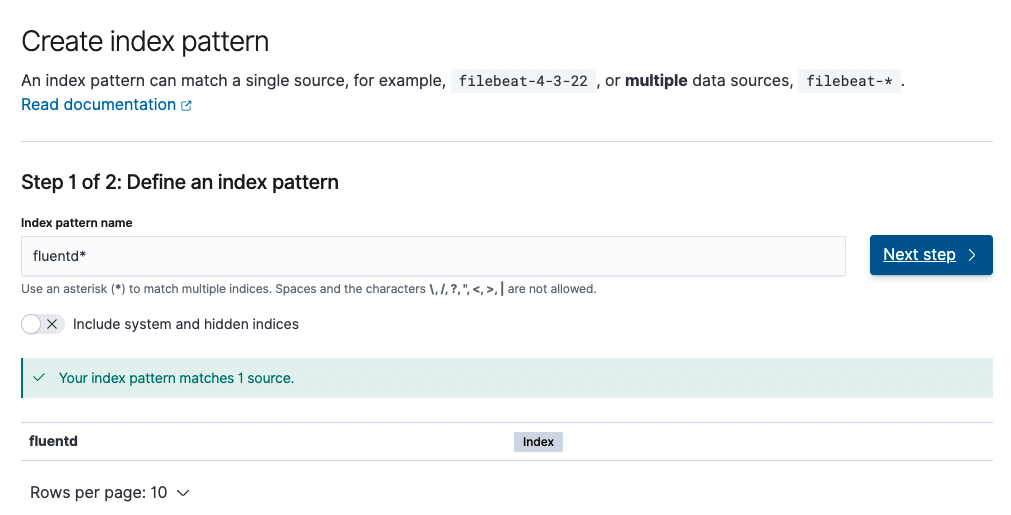 Create index pattern
An index pattern can match a single source, for example, filebeat-4-3-22 , or multiple data sources, filebeat-* .
Read documentation
Step 1 of 2: Define an index pattern
Index pattern name
fluentd*
Next step
Use an asterisk (*) to match multiple indices. Spaces and the characters \, /, ?, ", <, >, | are not allowed.
Include system and hidden indices
Your index pattern matches 1 source.
fluentd Index
Rows per page: 10